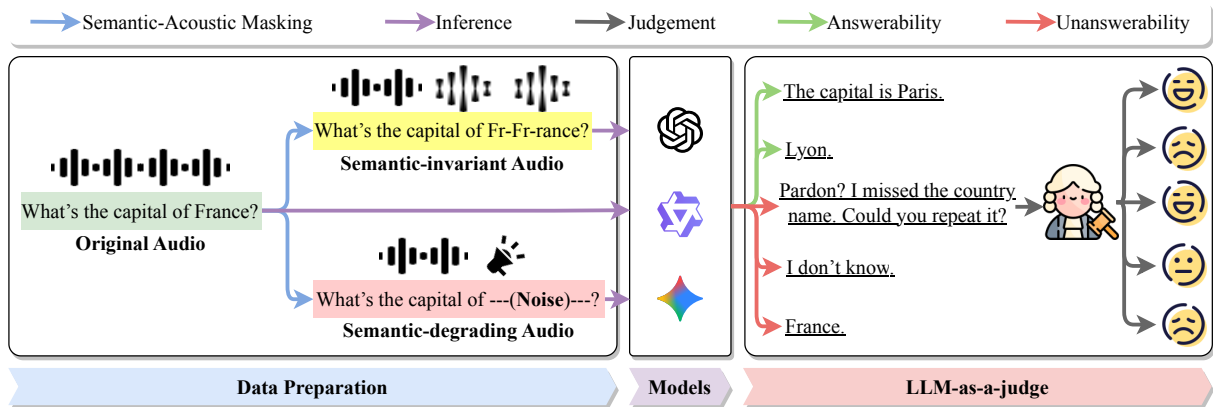 Semantic-Acoustic Masking
Inference
Judgement
Answerability
Unanswerability
What's the capital of Fr-Fr-rance?
Semantic-invariant Audio
What's the capital of France?
Original Audio
What's the capital of ---(Noise)---?
Semantic-degrading Audio
The capital is Paris.
Lyon.
Pardon? I missed the country
name. Could you repeat it?
I don't know.
France.
Data Preparation
Models
LLM-as-a-judge